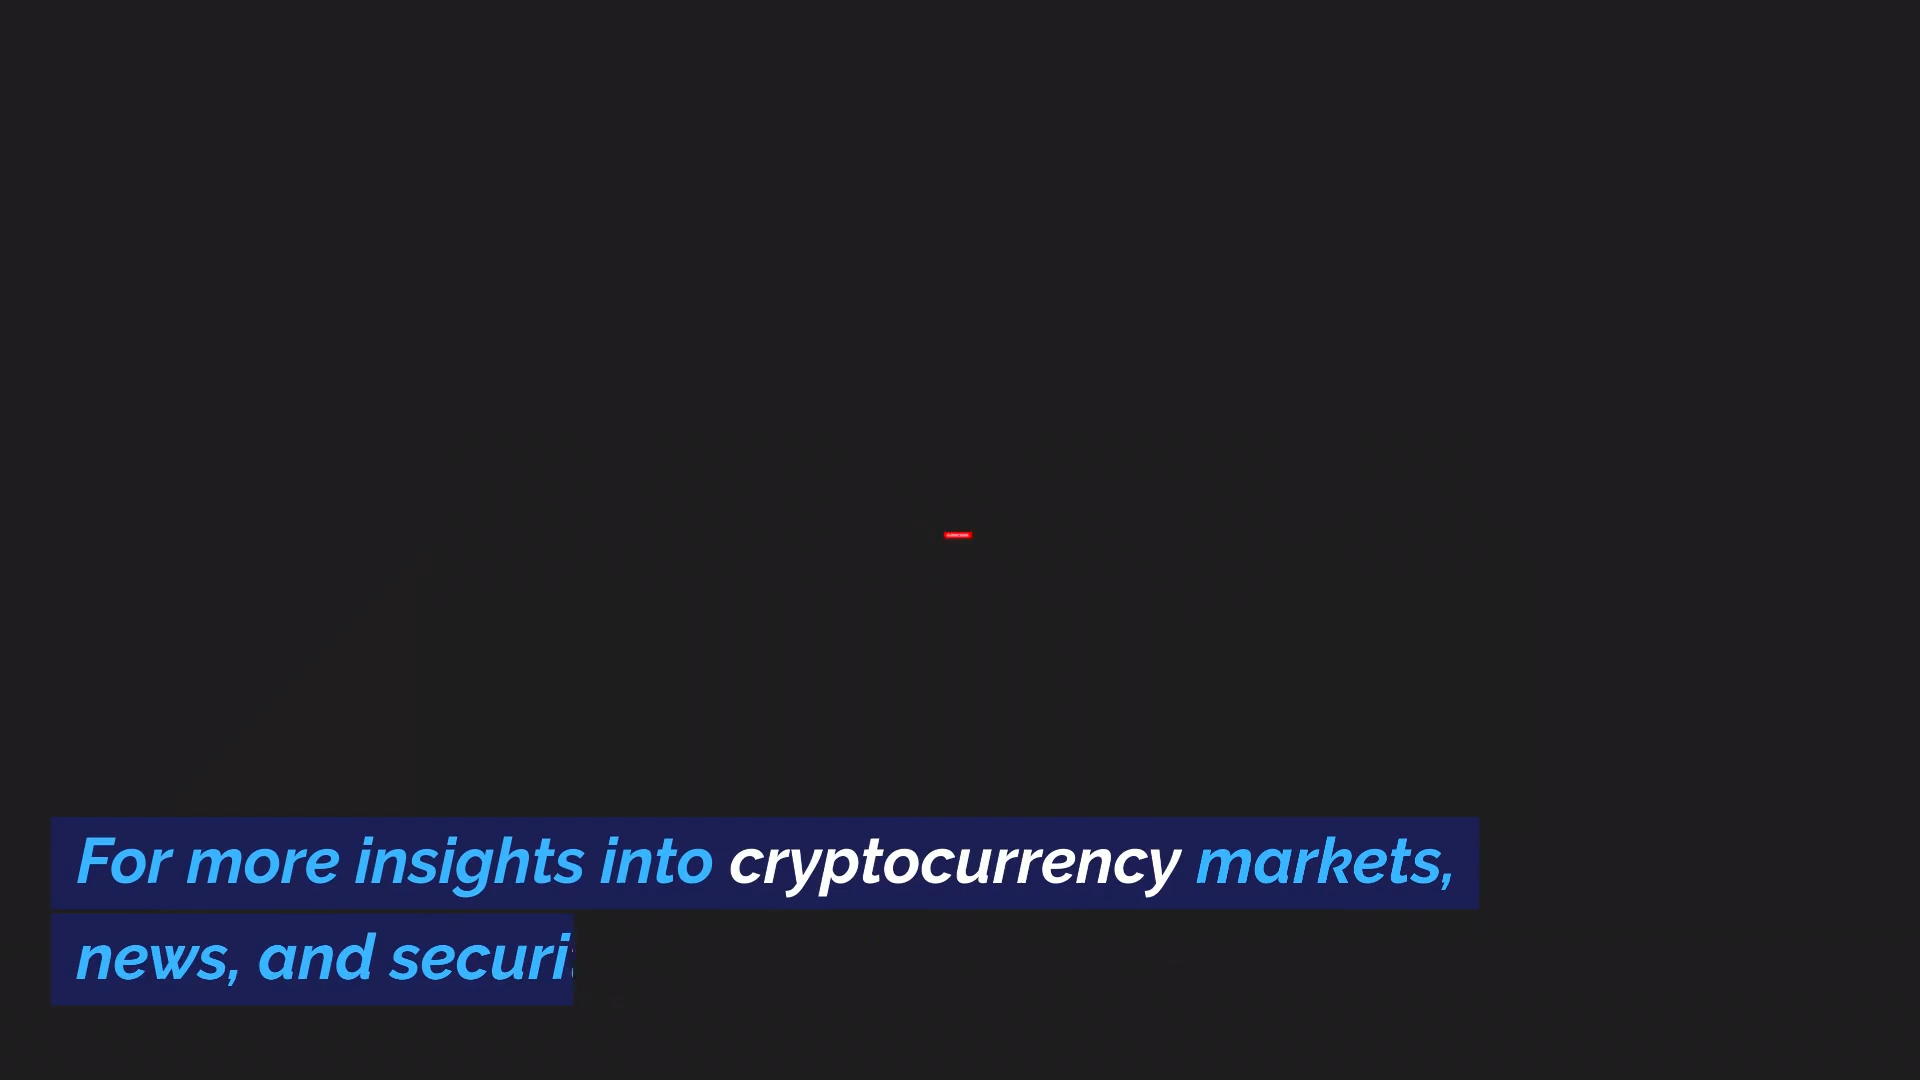 For more insights into cryptocurrency markets,
news, and securi